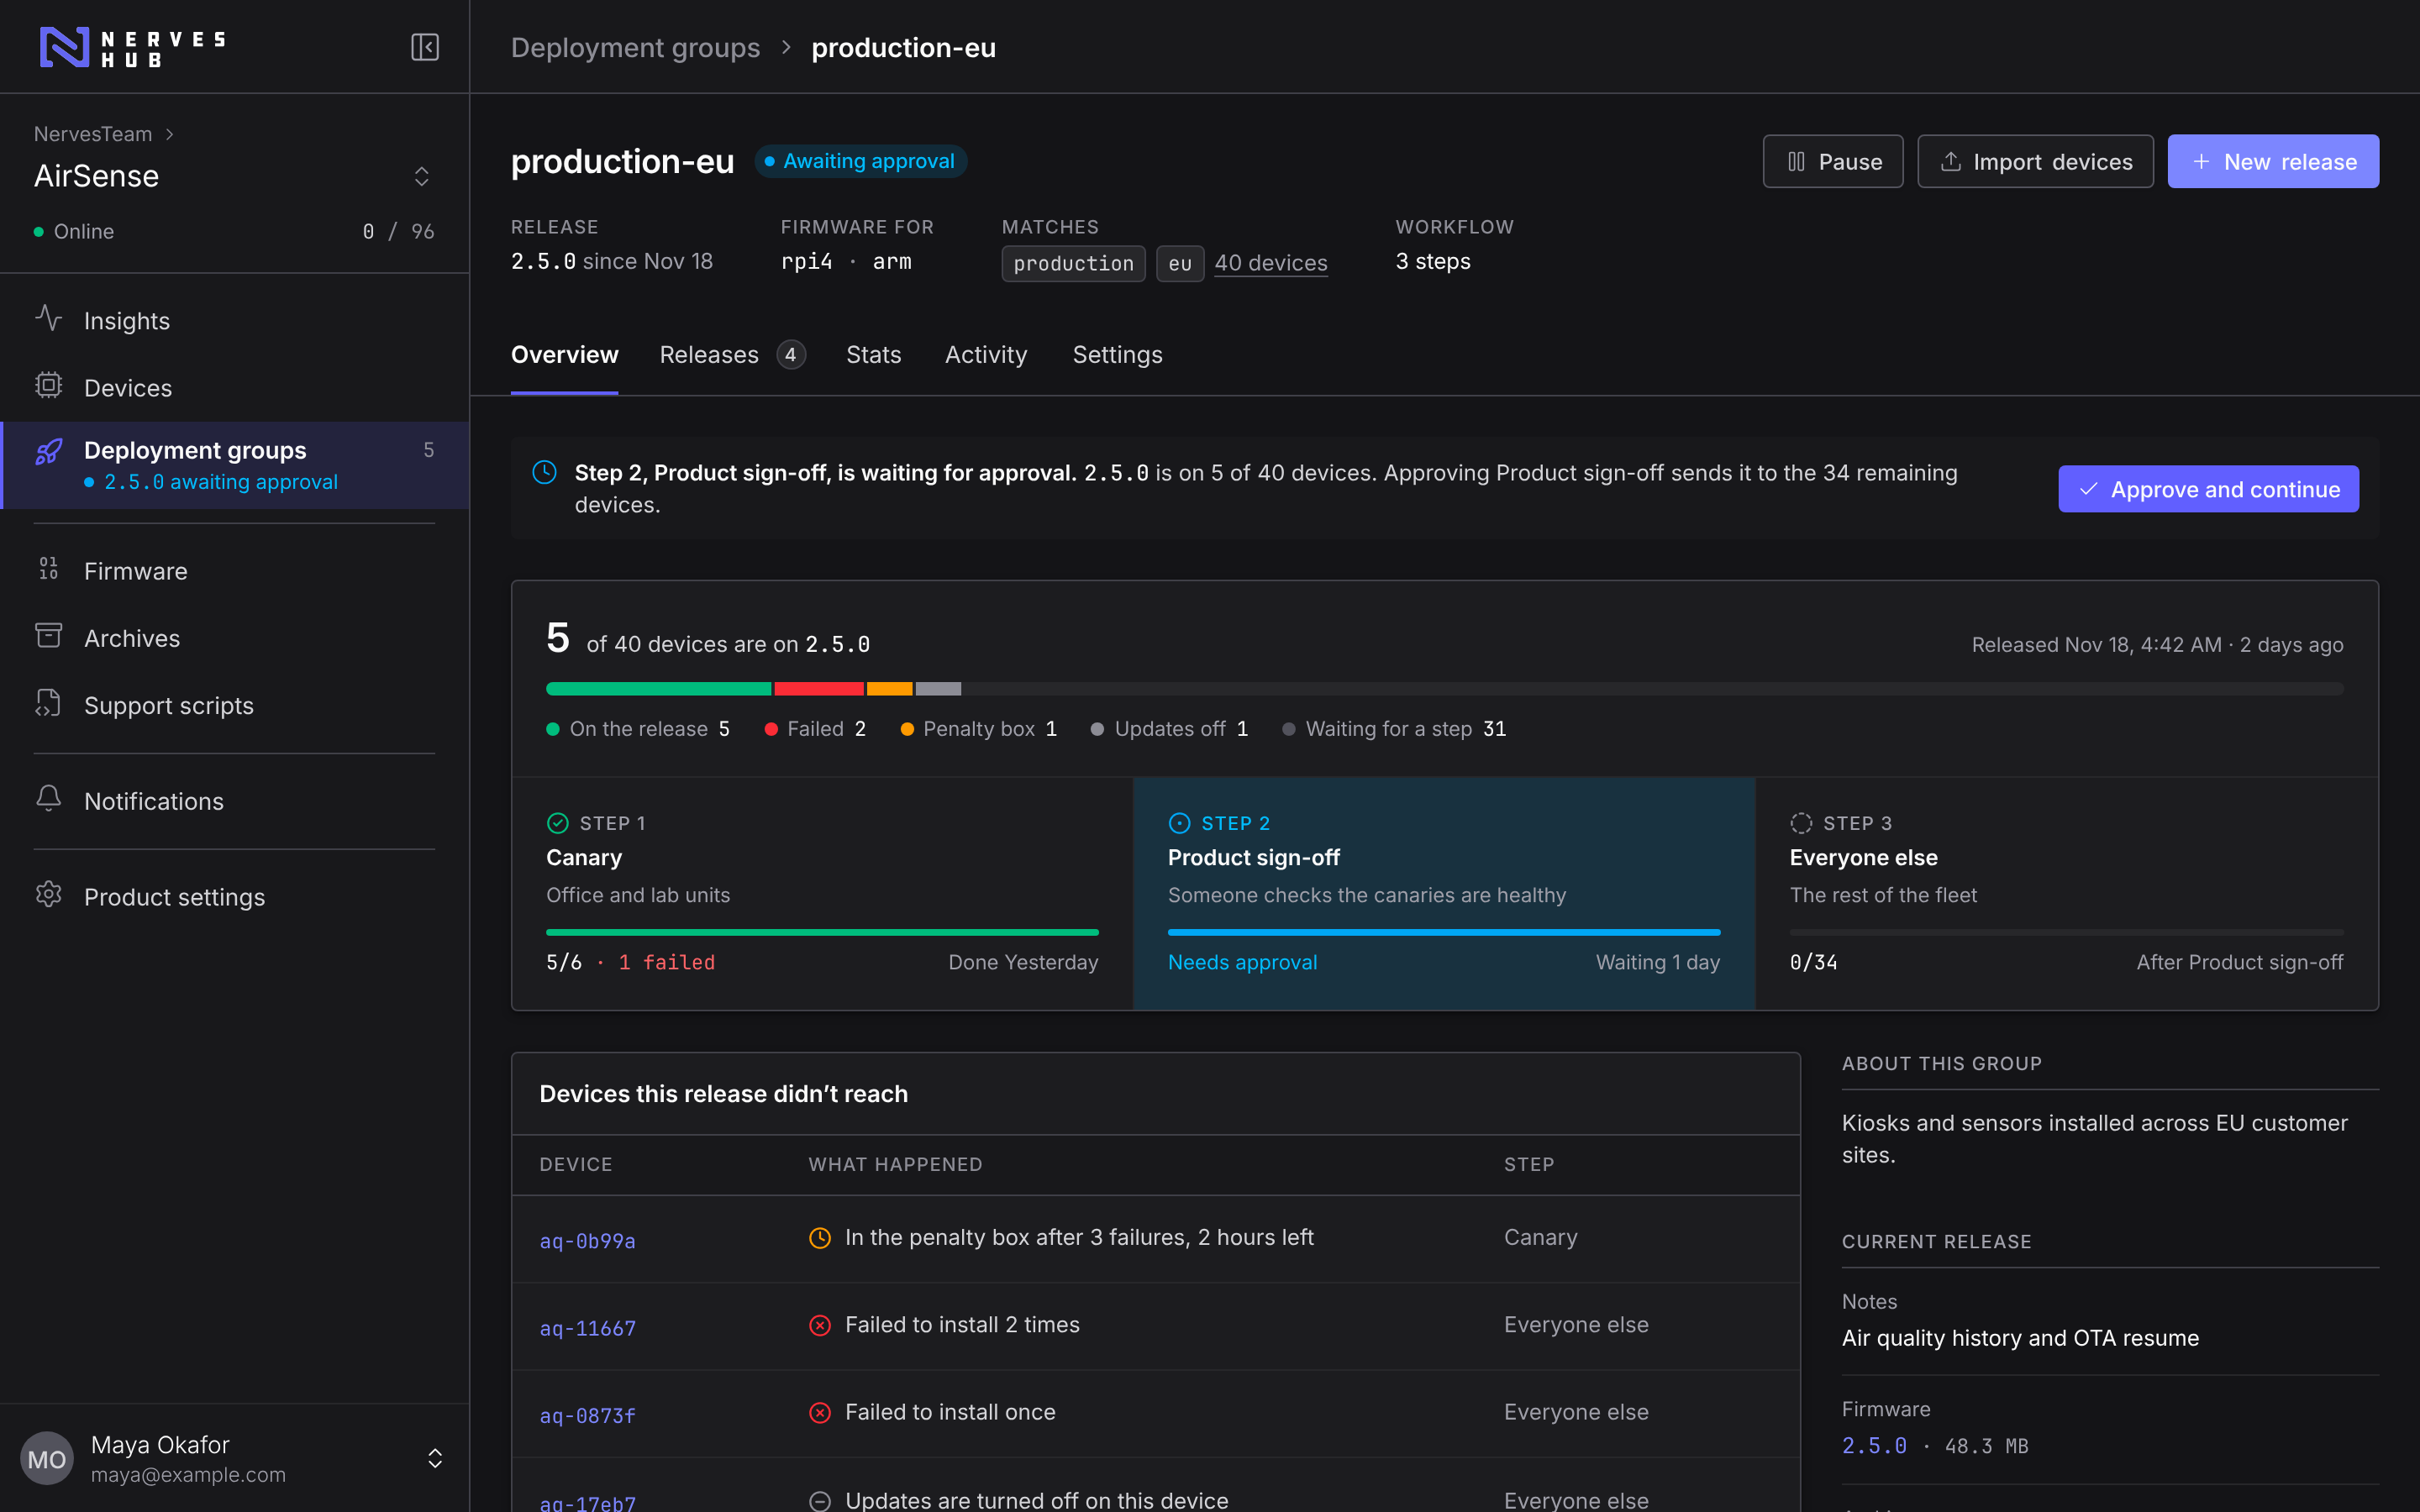 NERVES
HUB
Deployment groups > production-eu
NervesTeam >
AirSense
Online 0 / 96
Insights
Devices
Deployment groups 5
2.5.0 awaiting approval
Firmware
Archives
Support scripts
Notifications
Product settings
MO
Maya Okafor
maya@example.com
production-eu
Awaiting approval
Pause
Import devices
+ New release
RELEASE
2.5.0 since Nov 18
FIRMWARE FOR
rpi4 · arm
MATCHES
production eu 40 devices
WORKFLOW
3 steps
Overview
Releases 4
Stats
Activity
Settings
Step 2, Product sign-off, is waiting for approval. 2.5.0 is on 5 of 40 devices. Approving Product sign-off sends it to the 34 remaining
devices.
Approve and continue
5 of 40 devices are on 2.5.0
Released Nov 18, 4:42 AM · 2 days ago
On the release 5
Failed 2
Penalty box 1
Updates off 1
Waiting for a step 31
STEP 1
Canary
Office and lab units
5/6 · 1 failed
Done Yesterday
STEP 2
Product sign-off
Someone checks the canaries are healthy
Needs approval
Waiting 1 day
STEP 3
Everyone else
The rest of the fleet
0/34
After Product sign-off
Devices this release didn’t reach
DEVICE WHAT HAPPENED STEP
aq-0b99a In the penalty box after 3 failures, 2 hours left Canary
aq-11667 Failed to install 2 times Everyone else
aq-0873f Failed to install once Everyone else
aq-17eb7 Updates are turned off on this device Everyone else
ABOUT THIS GROUP
Kiosks and sensors installed across EU customer
sites.
CURRENT RELEASE
Notes
Air quality history and OTA resume
Firmware
2.5.0 · 48.3 MB